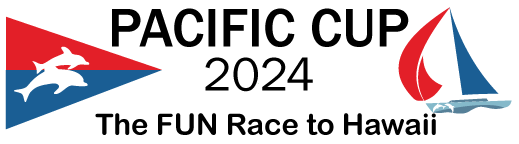 PACIFIC CUP
2024
The FUN Race to Hawaii